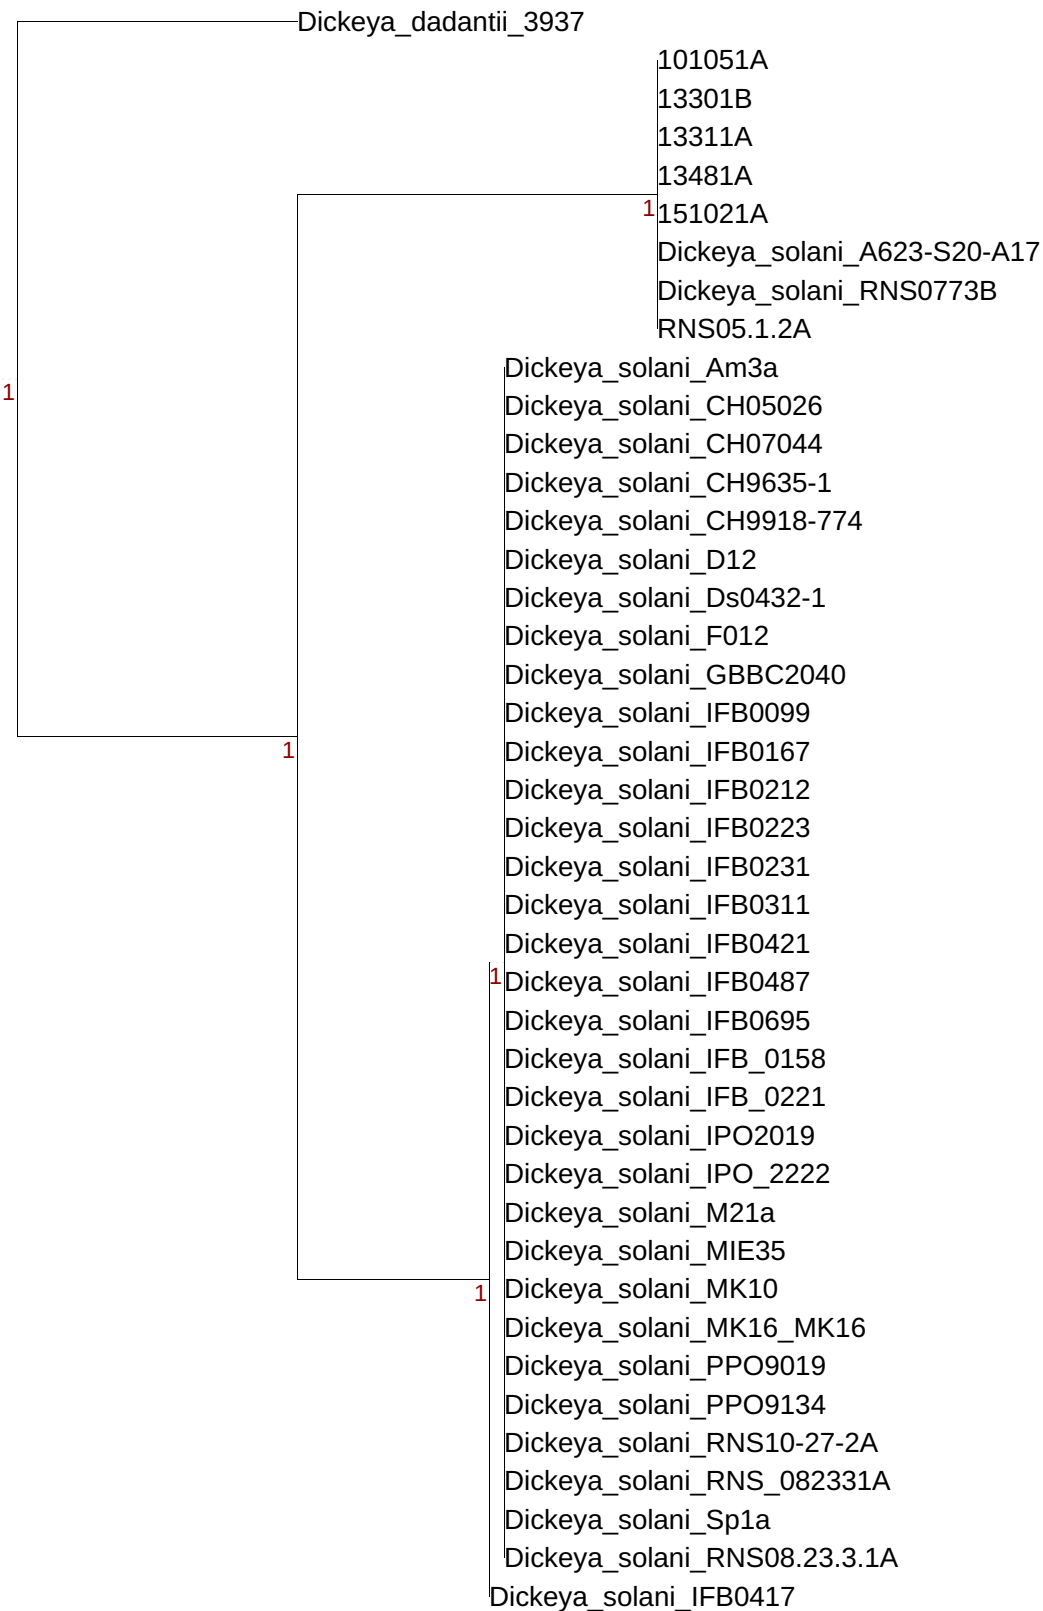 Dickeya_dadantii_3937
101051A
13301B
13311A
13481A
151021A
1
Dickeya_solani_A623-S20-A17
Dickeya_solani_RNS0773B
RNS05.1.2A
Dickeya_solani_Am3a
1
Dickeya_solani_CH05026
Dickeya_solani_CH07044
Dickeya_solani_CH9635-1
Dickeya_solani_CH9918-774
Dickeya_solani_D12
Dickeya_solani_Ds0432-1
Dickeya_solani_F012
Dickeya_solani_GBBC2040
Dickeya_solani_IFB0099
1
Dickeya_solani_IFB0167
Dickeya_solani_IFB0212
Dickeya_solani_IFB0223
Dickeya_solani_IFB0231
Dickeya_solani_IFB0311
Dickeya_solani_IFB0421
1
Dickeya_solani_IFB0487
Dickeya_solani_IFB0695
Dickeya_solani_IFB_0158
Dickeya_solani_IFB_0221
Dickeya_solani_IPO2019
Dickeya_solani_IPO_2222
Dickeya_solani_M21a
Dickeya_solani_MIE35
Dickeya_solani_MK10
1
Dickeya_solani_MK16_MK16
Dickeya_solani_PPO9019
Dickeya_solani_PPO9134
Dickeya_solani_RNS10-27-2A
Dickeya_solani_RNS_082331A
Dickeya_solani_Sp1a
Dickeya_solani_RNS08.23.3.1A
Dickeya_solani_IFB0417